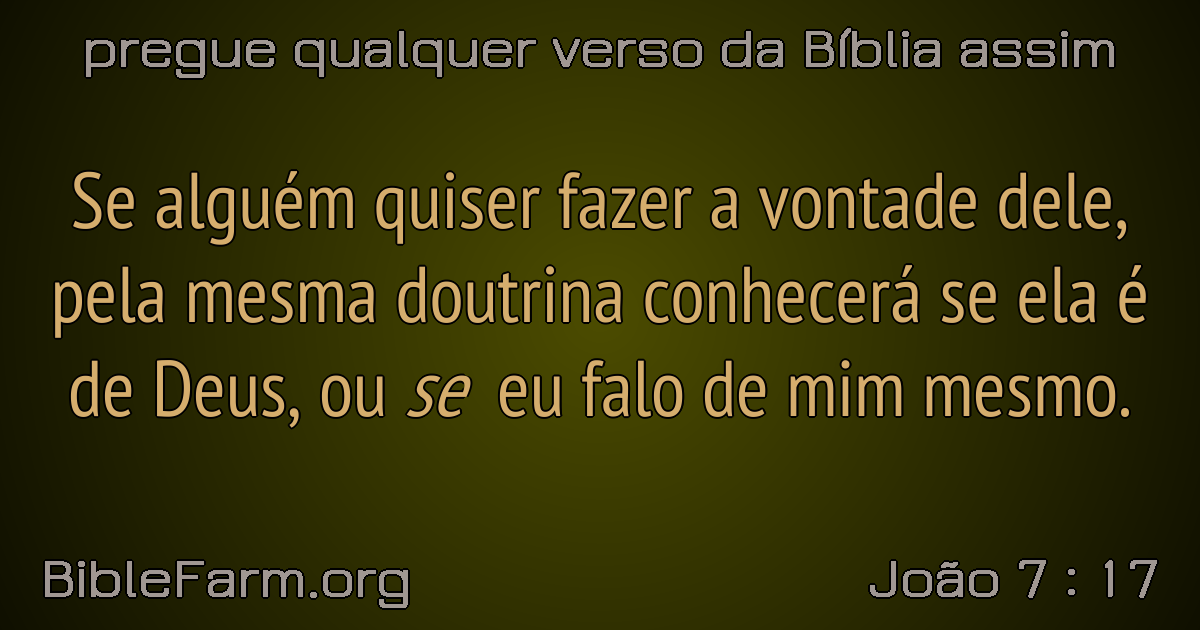 pregue qualquer verso da Bíblia assim
Se alguém quiser fazer a vontade dele,
pela mesma doutrina conhecerá se ela é
de Deus, ou se eu falo de mim mesmo.
BibleFarm.org
João 7 : 17